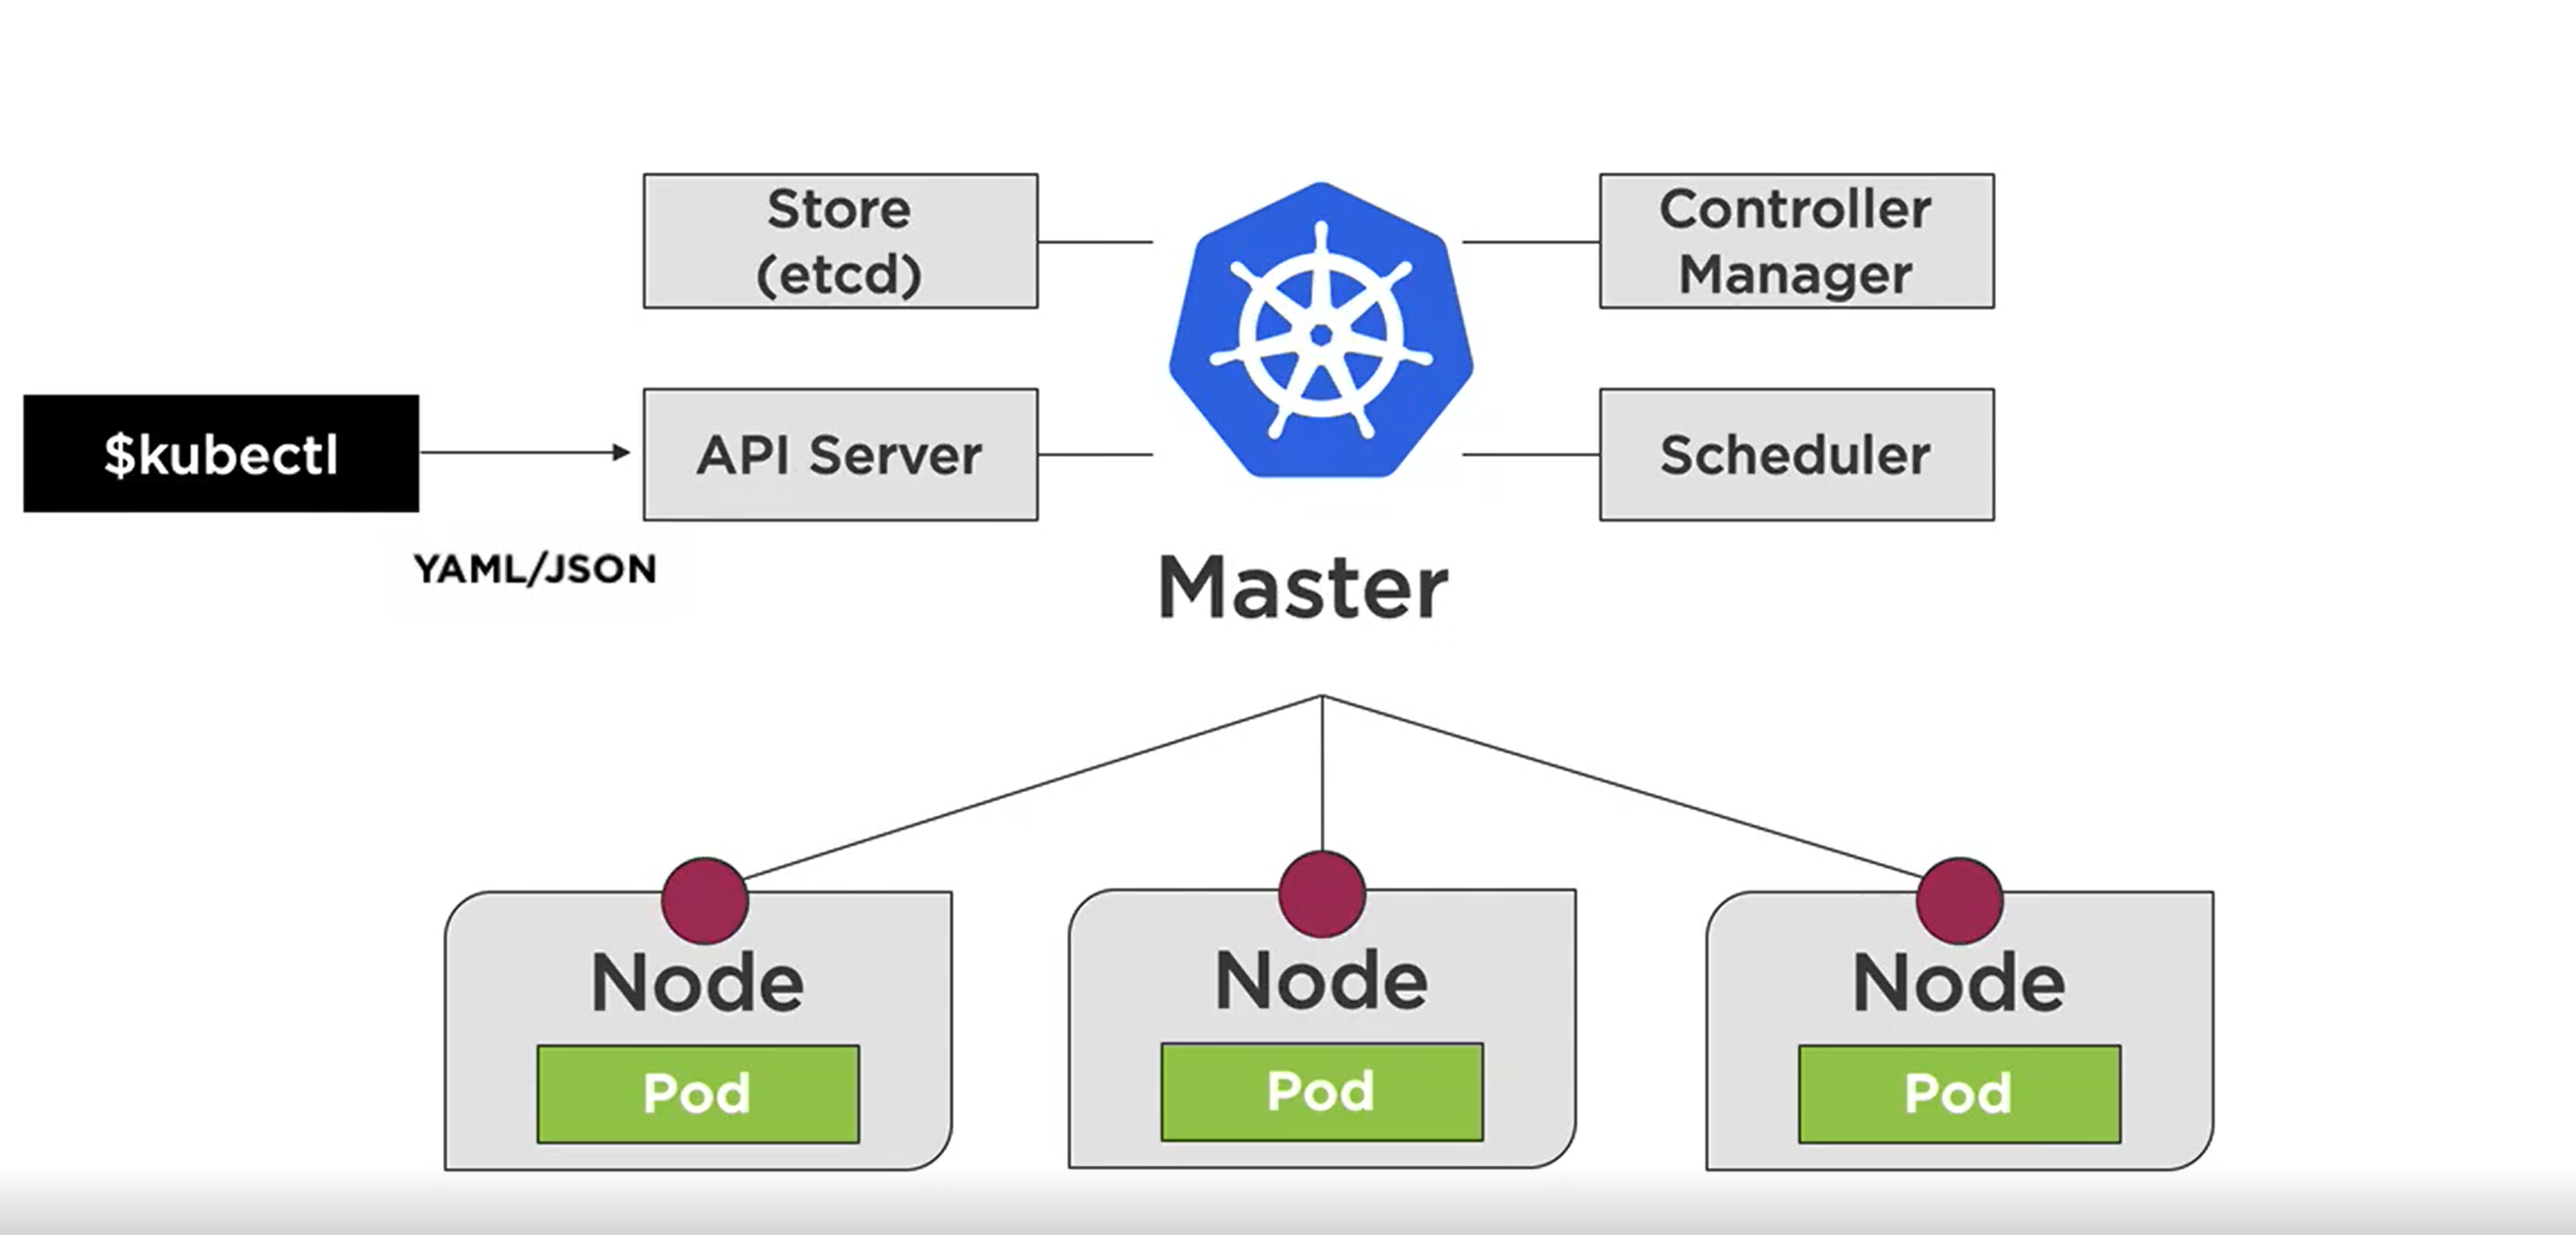 Store
(etcd)
Controller
Manager
$kubectl
API Server
Scheduler
YAML/JSON
Master
Node
Node
Node
Pod
Pod
Pod